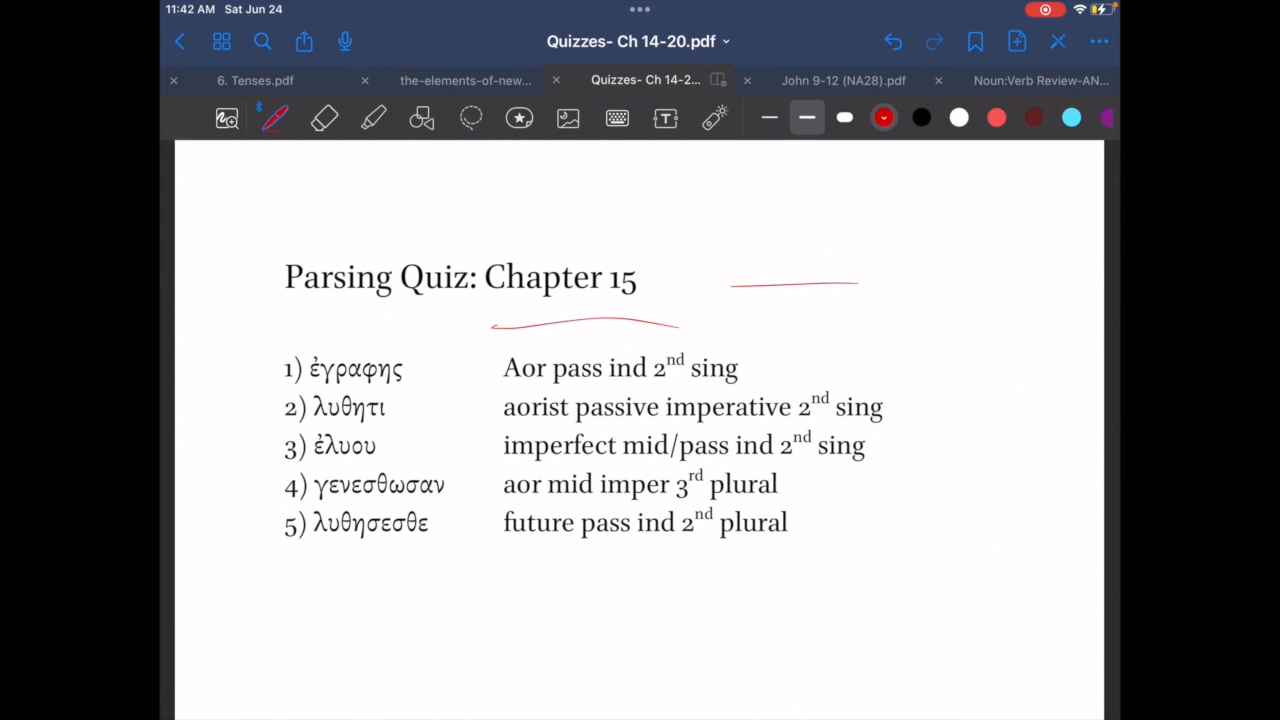 11:42 AM Sat Jun 24
Quizzes- Ch 14-20.pdf
6. Tenses.pdf
the-elements-of-new...
Quizzes- Ch 14-2...
John 9-12 (NA28).pdf
Noun:Verb Review-AN...
Parsing Quiz: Chapter 15
1) ἐγραφης Aor pass ind 2nd sing
2) λυθητι aorist passive imperative 2nd sing
3) ἐλυου imperfect mid/pass ind 2nd sing
4) γενεσθωσαν aor mid imper 3rd plural
5) λυθησεσθε future pass ind 2nd plural